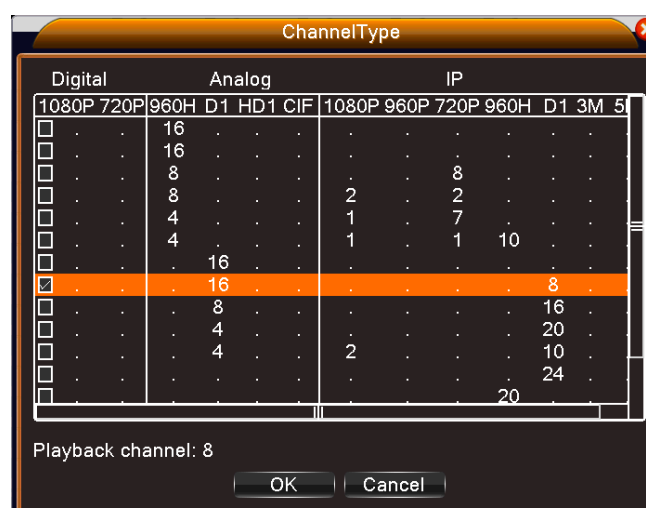 ChannelType
Digital Analog IP
1080P 720P 960H D1 HD1 CIF 1080P 960P 720P 960H D1 3M
. . 16 . . . . . . . . . .
. . 16 . . . . . . . . . .
. . 8 . . . . . 8 . . . .
. . 8 . . . 2 . 2 . . . .
. . 4 . . . 1 . 7 . . . .
. . 4 . . . 1 . 1 10 . . .
. . . 16 . . . . . . . . .
. . . 16 . . . . . . 8 . .
. . . 8 . . . . . . 16 . .
. . . 4 . . . . . . 20 . .
. . . 4 . . 2 . . . 10 . .
. . . . . . . . . . 24 . .
. . . . . . . . . 20 . . .
Playback channel: 8
OK Cancel